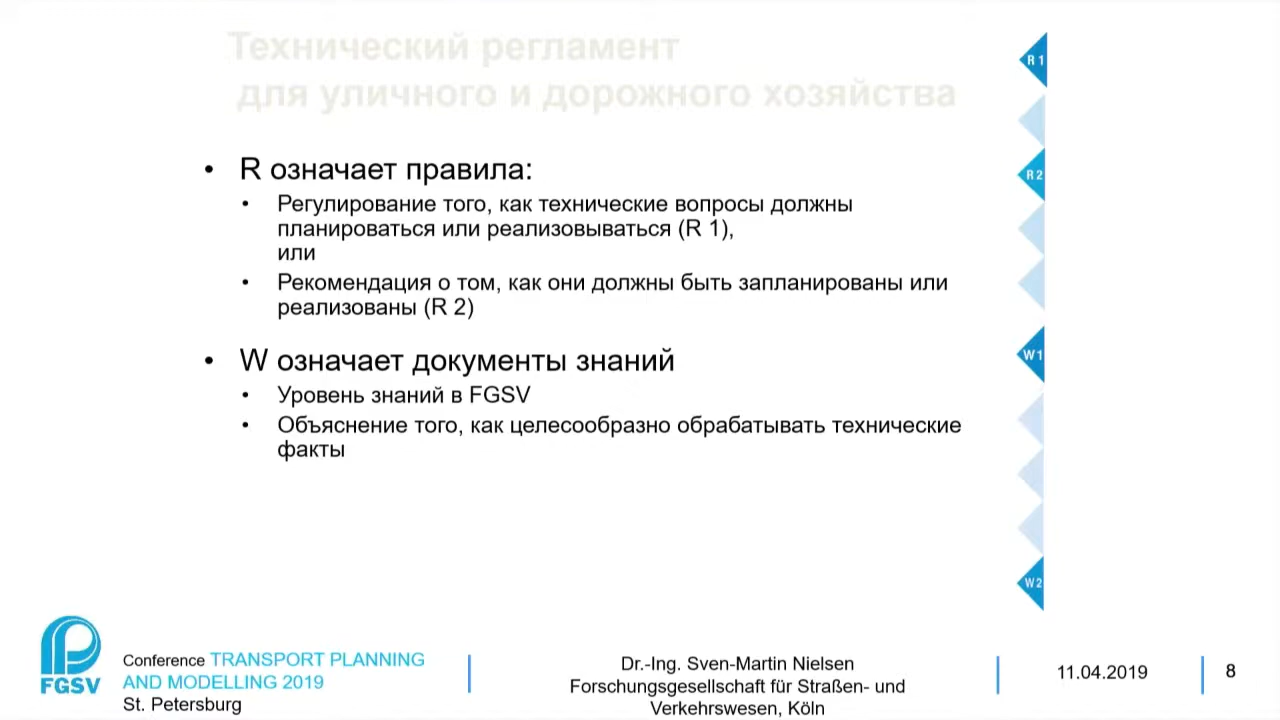 Технический регламент
для уличного и дорожного хозяйства
• R означает правила:
• Регулирование того, как технические вопросы должны
планироваться или реализовываться (R 1),
или
• Рекомендация о том, как они должны быть запланированы или
реализованы (R 2)
• W означает документы знаний
• Уровень знаний в FGSV
• Объяснение того, как целесообразно обрабатывать технические
факты
R 1
R 2
W1
W2
FGSV
Conference TRANSPORT PLANNING
AND MODELLING 2019
St. Petersburg
Dr.-Ing. Sven-Martin Nielsen
Forschungsgesellschaft für Straßen- und
Verkehrswesen, Köln
11.04.2019
8